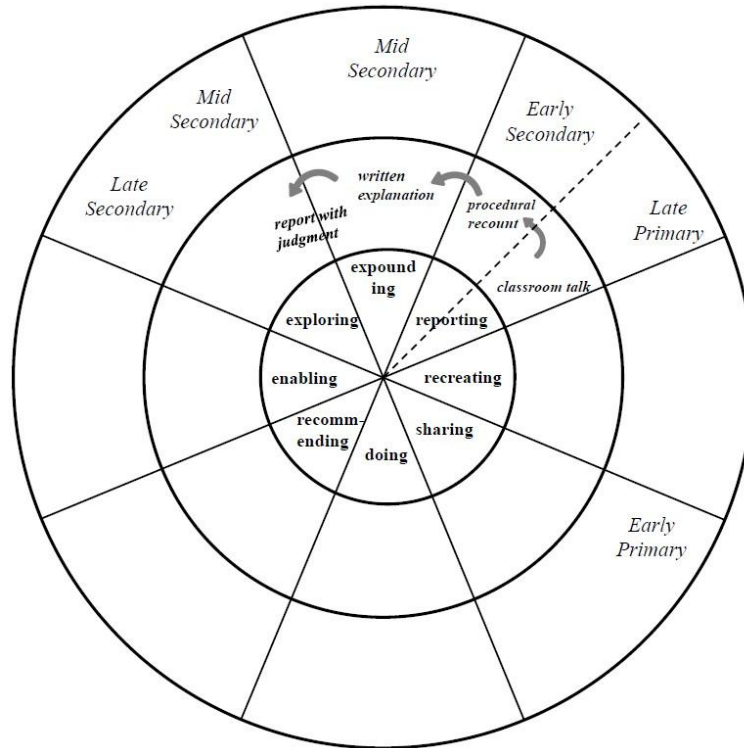 Mid
Secondary
Mid
Secondary
Early
Secondary
Late
Secondary
Late
Primary
written
explanation
procedural
recount
report with
judgment
classroom talk
expound
ing
exploring
reporting
enabling
recreating
recomm-
ending
sharing
doing
Early
Primary